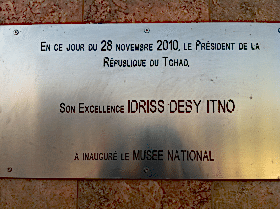 En ce jour du 28 novembre 2010, le Président de la
République du Tchad,
Son Excellence IDRISS DESY ITNO
a inauguré le MUSEE NATIONAL